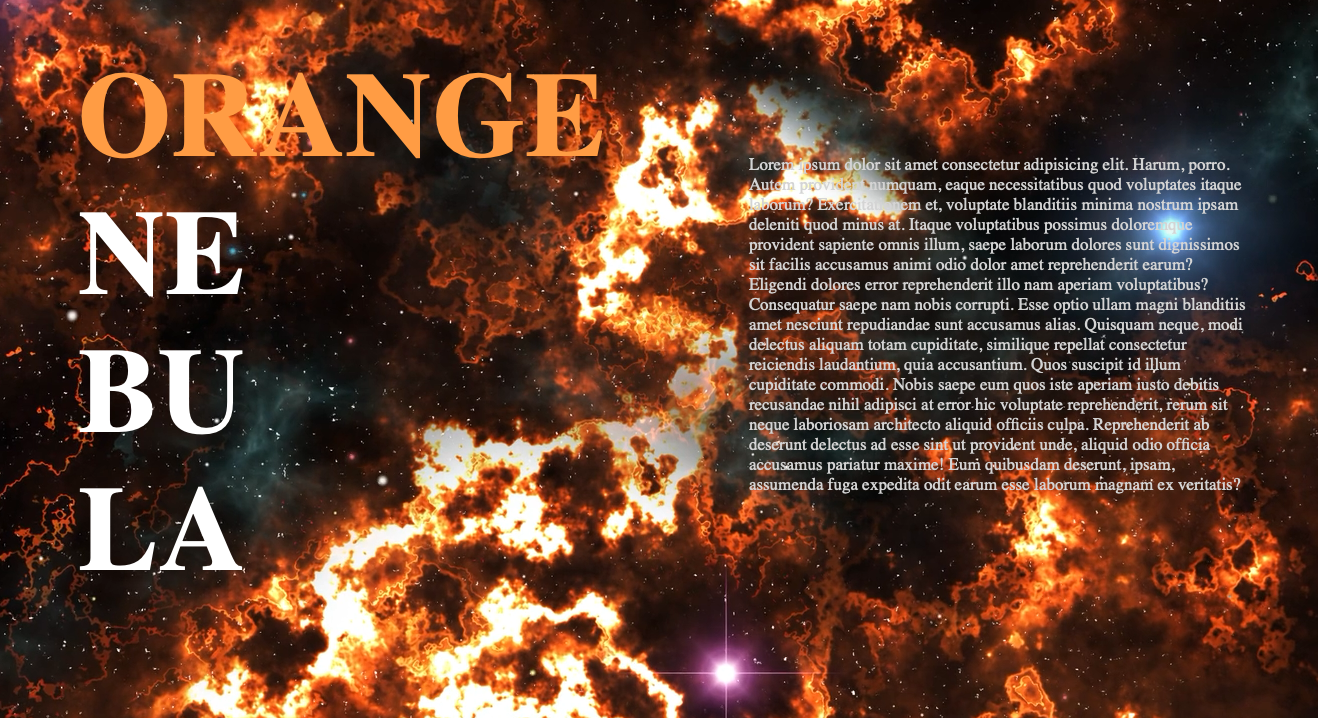 ORANGE
NE
BU
LA
Lorem ipsum dolor sit amet consectetur adipisicing elit. Harum, porro.
Autem provident numquam, eaque necessitatibus quod voluptates itaque
laborum? Exercitationem et, voluptate blanditiis minima nostrum ipsam
deleniti quod minus at. Itaque voluptatibus possimus doloremque
provident sapiente omnis illum, saepe laborum dolores sunt dignissimos
sit facilis accusamus animi odio dolor amet reprehenderit earum?
Eligendi dolores error reprehenderit illo nam aperiam voluptatibus?
Consequatur saepe nam nobis corrupti. Esse optio ullam magni blanditiis
amet nesciunt repudiandae sunt accusamus alias. Quisquam neque, modi
delectus aliquam totam cupiditate, similique repellat consectetur
reiciendis laudantium, quia accusantium. Quos suscipit id illum
cupiditate commodi. Nobis saepe eum quos iste aperiam iusto debitis
recusandae nihil adipisci at error hic voluptate reprehenderit, rerum sit
neque laboriosam architecto aliquid officiis culpa. Reprehenderit ab
deserunt delectus ad esse sint ut provident unde, aliquid odio officia
accusamus pariatur maxime! Eum quibusdam deserunt, ipsam,
assumenda fuga expedita odit earum esse laborum magnam ex veritatis?